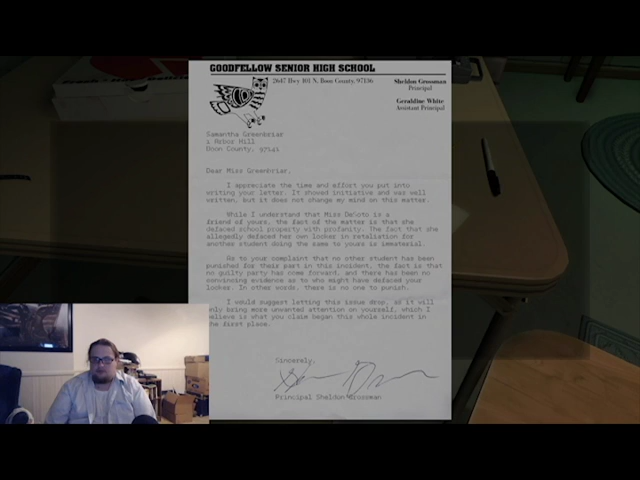 GOODFELLOW SENIOR HIGH SCHOOL
2647 Hwy 401 N. Boon County, 97136
Sheldon Grossman
Principal
Geraldine White
Assistant Principal
Samantha Greenbriar
1 Arbor Hill
Boon County, 97141
Dear Miss Greenbriar,
I appreciate the time and effort you put into
writing your letter. It showed initiative and was well
written, but it does not change my mind on this matter.
While I understand that Miss DeSoto is a
friend of yours, the fact of the matter is that she
defaced school property with profanity. The fact that she
allegedly defaced her own locker in retaliation for
another student doing the same to yours is immaterial.
As to your complaint that no other student has been
punished for their part in this incident, the fact is that
no guilty party has come forward, and there has been no
convincing evidence as to who might have defaced your
locker. In other words, there is no one to punish.
I would suggest letting this issue drop, as it will
only bring more unwanted attention on yourself, which I
believe is what you claim began this whole incident in
the first place.
Sincerely,
Principal Sheldon Grossman